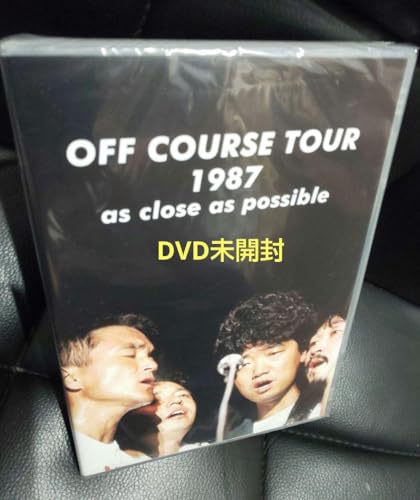 OFF COURSE TOUR
1987
as close as possible
DVD未開封